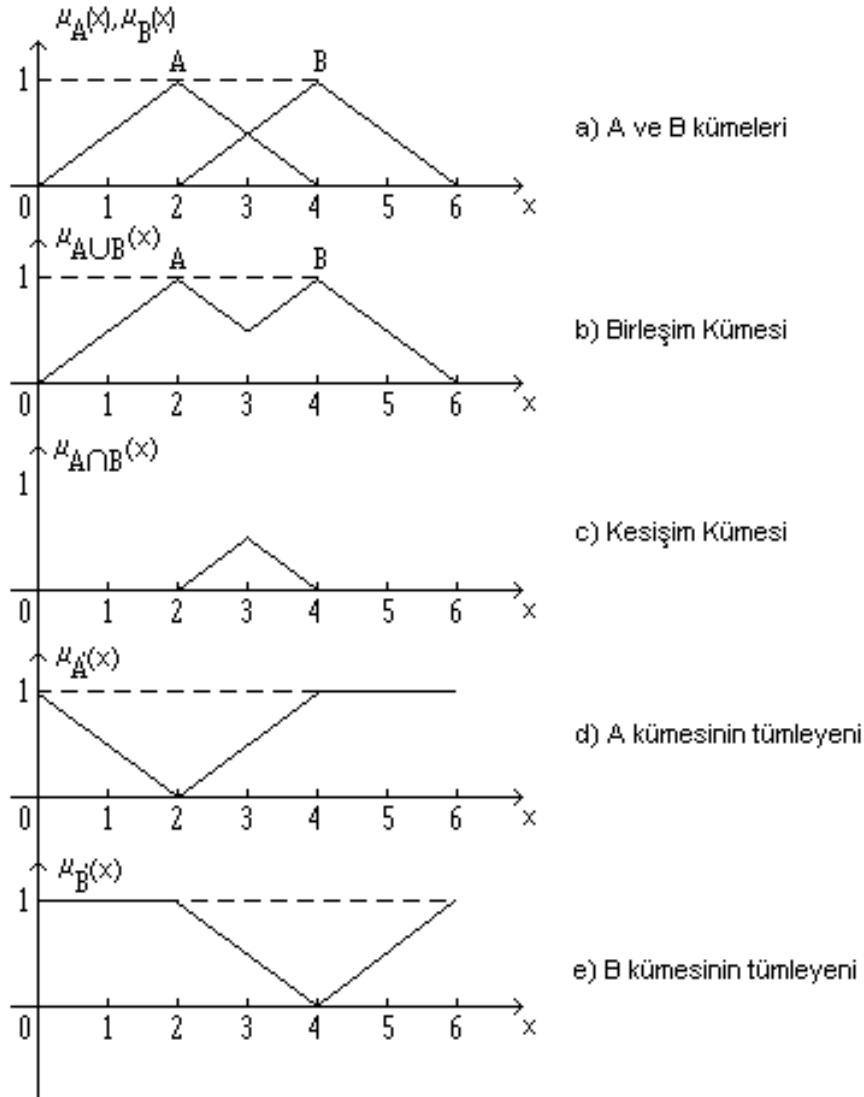 μA(x), μB(x)
A B
1
a) A ve B kümeleri
0 1 2 3 4 5 6 x
μA∪B(x)
A B
1
b) Birleşim Kümesi
0 1 2 3 4 5 6 x
μA∩B(x)
1
c) Kesişim Kümesi
0 1 2 3 4 5 6 x
μA'(x)
1
d) A kümesinin tümleyeni
0 1 2 3 4 5 6 x
μB'(x)
1
e) B kümesinin tümleyeni
0 1 2 3 4 5 6 x